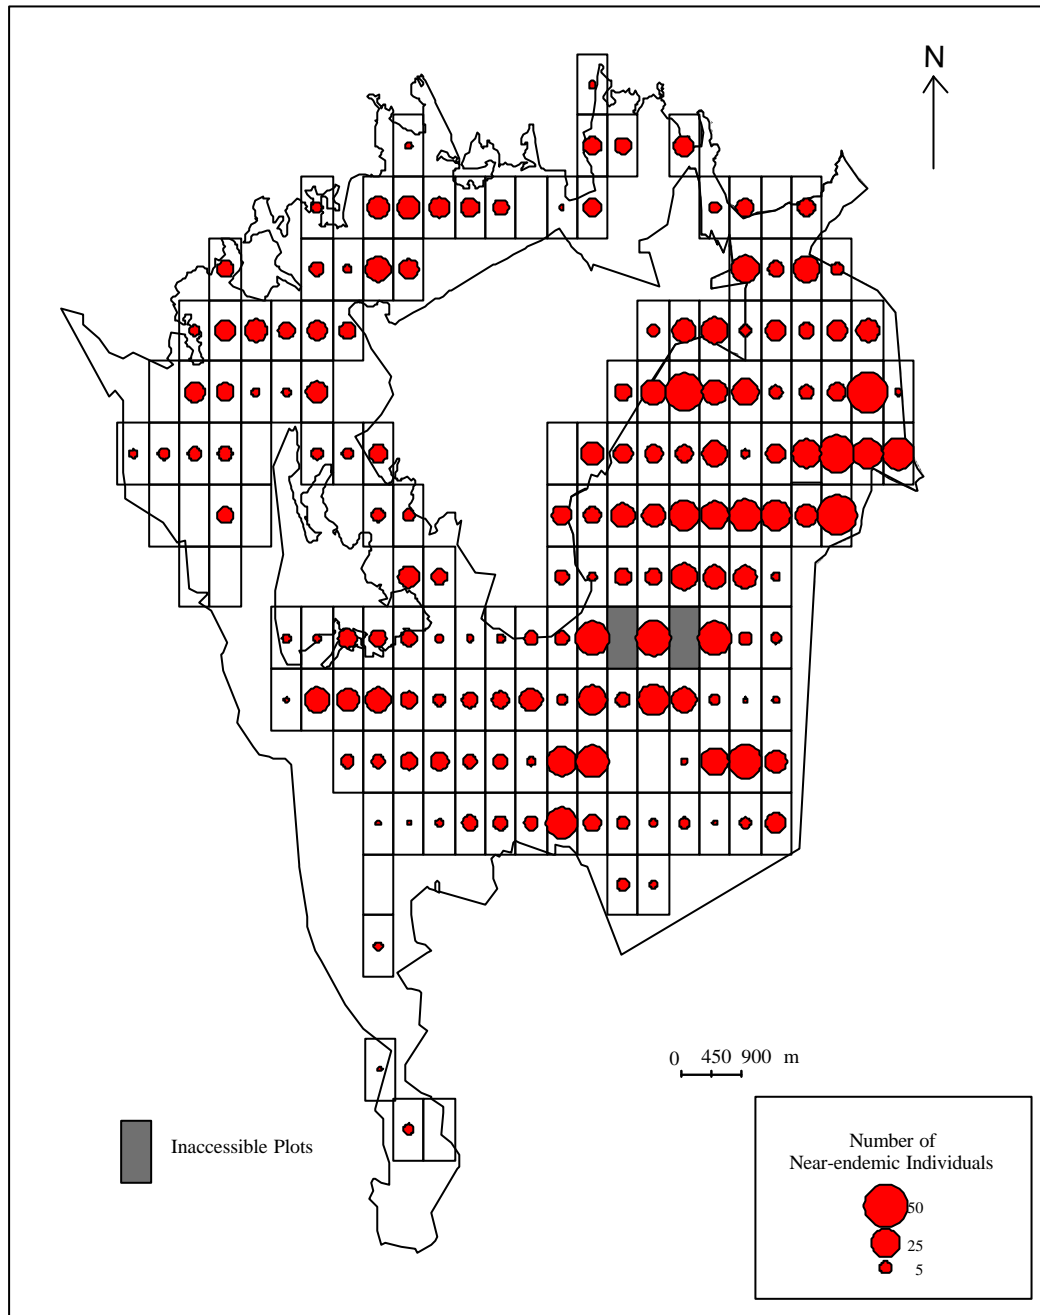 N
0 450 900 m
Inaccessible Plots
Number of
Near-endemic Individuals
50
25
5